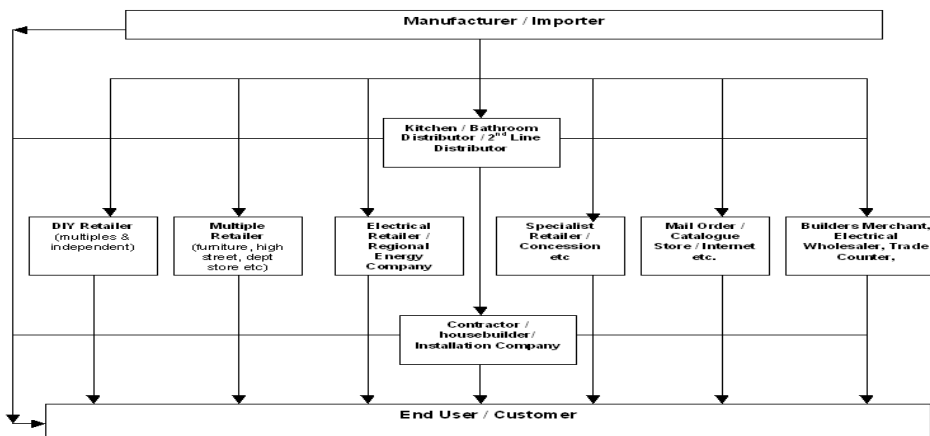 Manufacturer / Importer
Kitchen / Bathroom
Distributor / 2nd Line
Distributor
DIY Retailer
(multiples &
independent)
Multiple
Retailer
(furniture, high
street, dept
store etc)
Electrical
Retailer /
Regional
Energy
Company
Specialist
Retailer /
Concession
etc
Mail Order /
Catalogue
Store / Internet
etc.
Builders Merchant,
Electrical
Wholesaler, Trade
Counter,
Contractor /
housebuilder/
Installation Company
End User / Customer